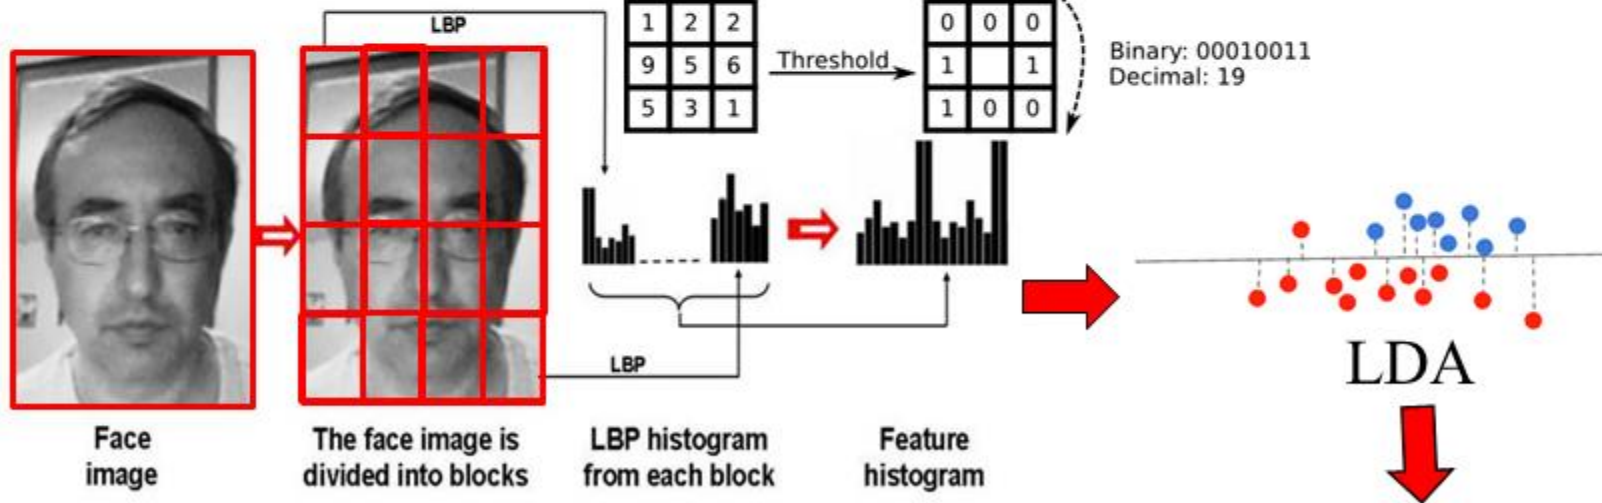 LBP
1 2 2
9 5 6
5 3 1
Threshold
0 0 0
1 1
1 0 0
Binary: 00010011
Decimal: 19
LBP
LDA
Face
image
The face image is
divided into blocks
LBP histogram
from each block
Feature
histogram